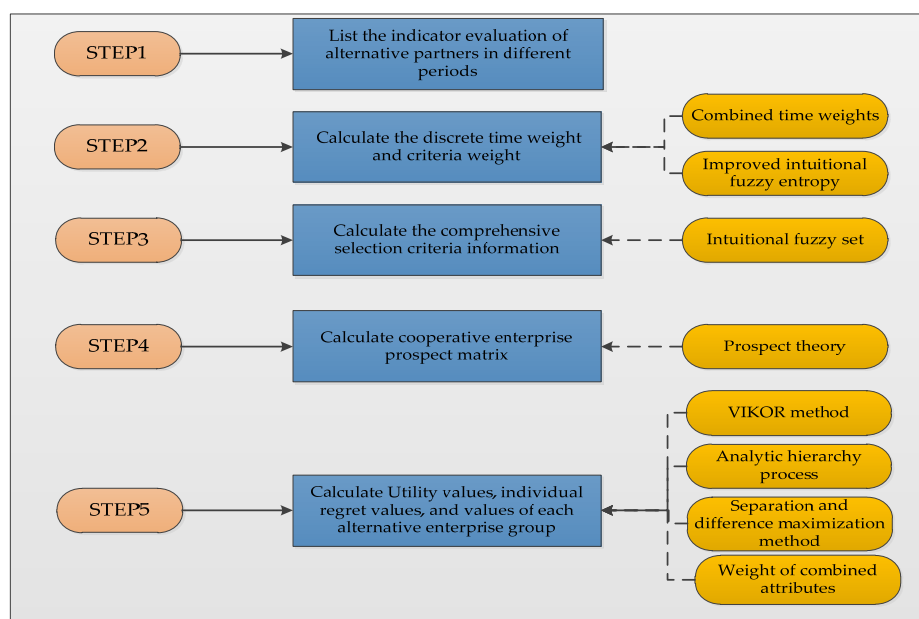 STEP1
List the indicator evaluation of
alternative partners in different
periods
STEP2
Calculate the discrete time weight
and criteria weight
Combined time weights
Improved intuitional
fuzzy entropy
STEP3
Calculate the comprehensive
selection criteria information
Intuitional fuzzy set
STEP4
Calculate cooperative enterprise
prospect matrix
Prospect theory
STEP5
Calculate Utility values, individual
regret values, and values of each
alternative enterprise group
VIKOR method
Analytic hierarchy
process
Separation and
difference maximization
method
Weight of combined
attributes